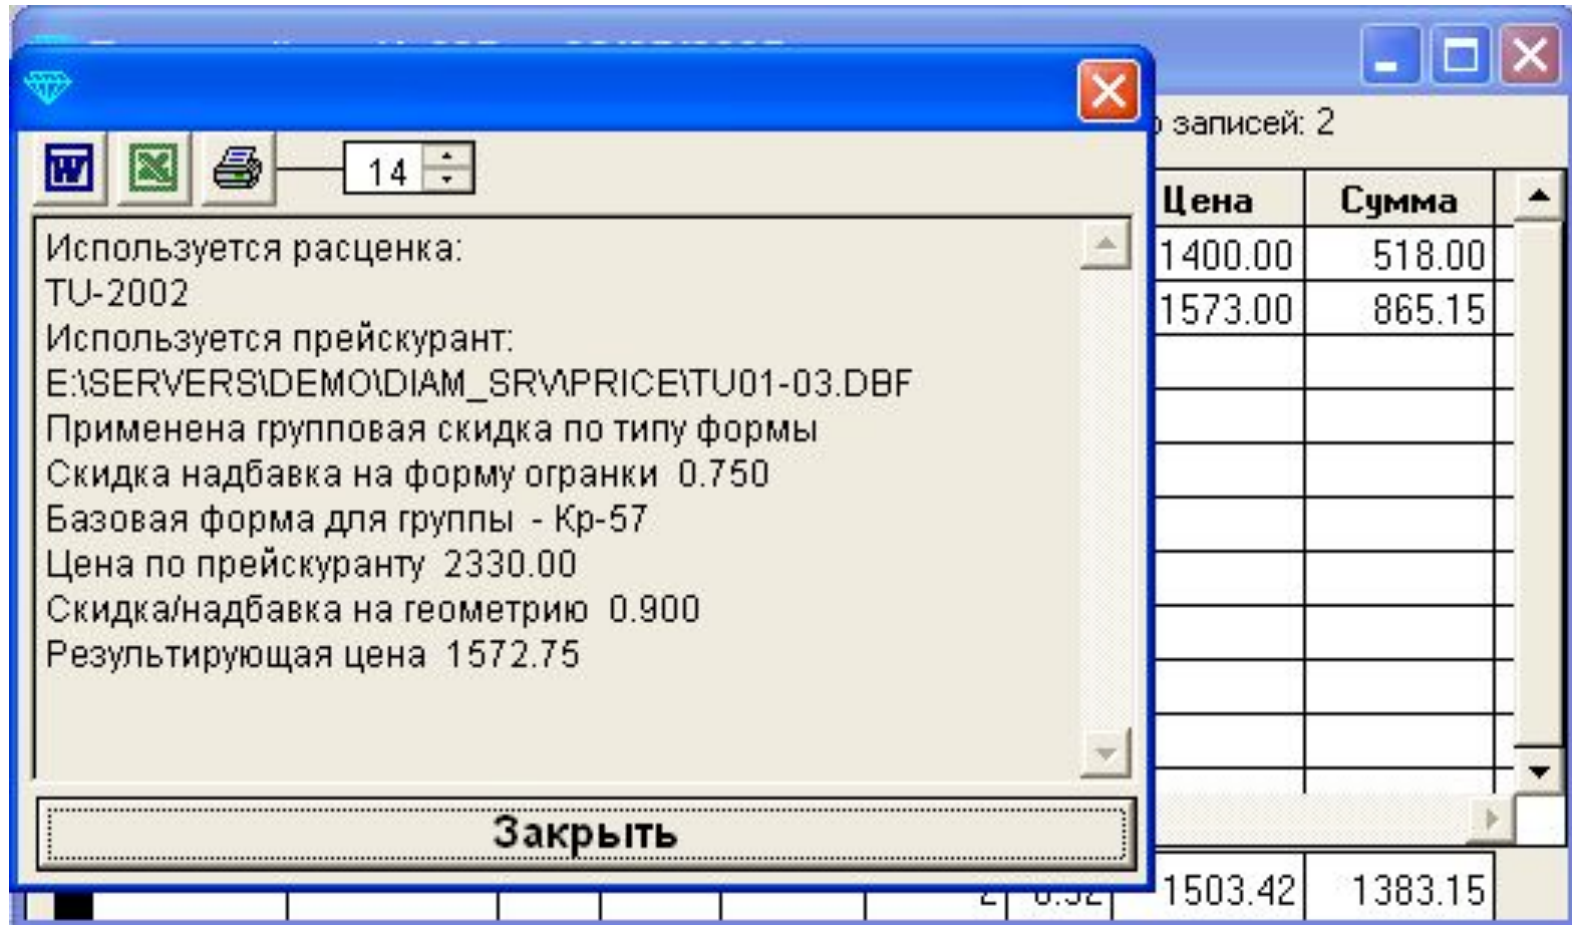 записей: 2
14
Цена Сумма
1400.00 518.00
1573.00 865.15
Используется расценка:
TU-2002
Используется прейскурант:
E:\SERVERS\DEMO\DIAM_SRV\PRICE\TU01-03.DBF
Применена групповая скидка по типу формы
Скидка надбавка на форму огранки 0.750
Базовая форма для группы - Кр-57
Цена по прейскуранту 2330.00
Скидка/надбавка на геометрию 0.900
Результирующая цена 1572.75
Закрыть
1503.42 1383.15